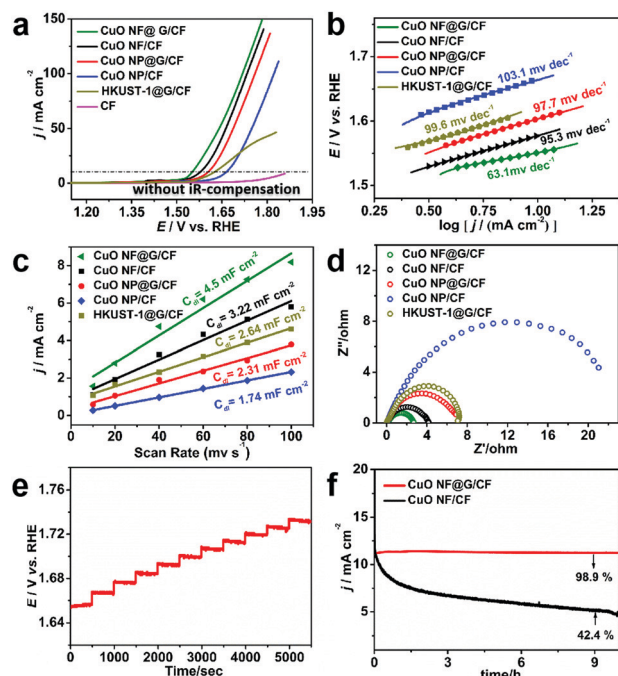 a
CuO NF@ G/CF
CuO NF/CF
CuO NP@G/CF
CuO NP/CF
HKUST-1@G/CF
CF
150
100
50
0
j / mA cm⁻²
without IR-compensation
1.20 1.35 1.50 1.65 1.80 1.95
E / V vs. RHE
b
CuO NF@G/CF
CuO NF/CF
CuO NP@G/CF
CuO NP/CF
HKUST-1@G/CF
1.7
1.6
1.5
E / V vs. RHE
103.1 mv dec⁻¹
99.6 mv dec⁻¹
97.7 mv dec⁻¹
95.3 mv dec⁻¹
63.1mv dec⁻¹
0.25 0.50 0.75 1.00 1.25
log [ j / (mA cm⁻²)]
c
CuO NF@G/CF
CuO NF/CF
CuO NP@G/CF
CuO NP/CF
HKUST-1@G/CF
8
6
4
2
0
j / mA cm⁻²
Cdl = 4.5 mF cm⁻²
Cdl = 3.22 mF cm⁻²
Cdl = 2.64 mF cm⁻²
Cdl = 2.31 mF cm⁻²
Cdl = 1.74 mF cm⁻²
0 20 40 60 80 100
Scan Rate (mv s⁻¹)
d
CuO NF@G/CF
CuO NF/CF
CuO NP@G/CF
CuO NP/CF
HKUST-1@G/CF
16
12
8
4
0
Z''/ohm
0 4 8 12 16 20 24
Z'/ohm
e
1.76
1.72
1.68
1.64
E / V vs. RHE
0 1000 2000 3000 4000 5000
Time/sec
f
CuO NF@G/CF
CuO NF/CF
20
15
10
5
j / mA cm⁻²
98.9 %
42.4 %
0 3 6 9
time/h